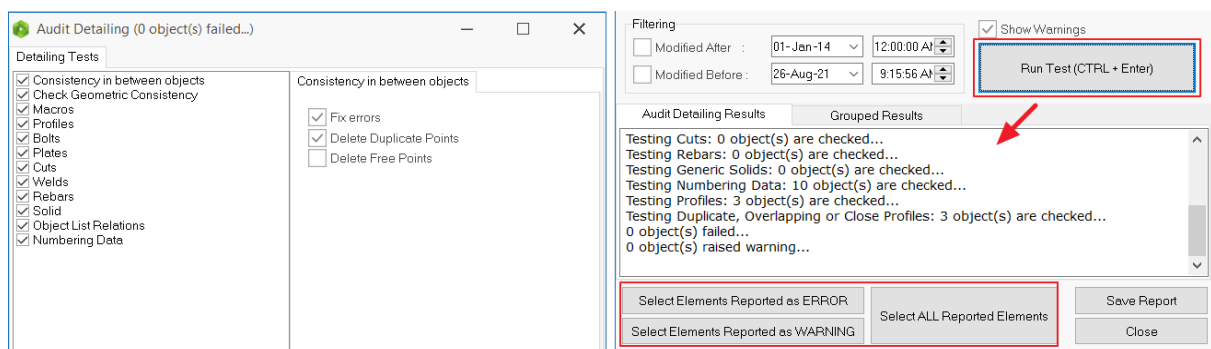 Audit Detailing (0 object(s) failed...)
Detailing Tests
Consistency in between objects
Check Geometric Consistency
Macros
Profiles
Bolts
Plates
Cuts
Welds
Rebars
Solid
Object List Relations
Numbering Data
Consistency in between objects
Fix errors
Delete Duplicate Points
Delete Free Points
Filtering
Modified After :
01-Jan-14
12:00:00 AM
Modified Before :
26-Aug-21
9:15:56 AM
Show Warnings
Run Test (CTRL + Enter)
Audit Detailing Results
Grouped Results
Testing Cuts: 0 object(s) are checked...
Testing Rebars: 0 object(s) are checked...
Testing Generic Solids: 0 object(s) are checked...
Testing Numbering Data: 10 object(s) are checked...
Testing Profiles: 3 object(s) are checked...
Testing Duplicate, Overlapping or Close Profiles: 3 object(s) are checked...
0 object(s) failed...
0 object(s) raised warning...
Select Elements Reported as ERROR
Select Elements Reported as WARNING
Select ALL Reported Elements
Save Report
Close